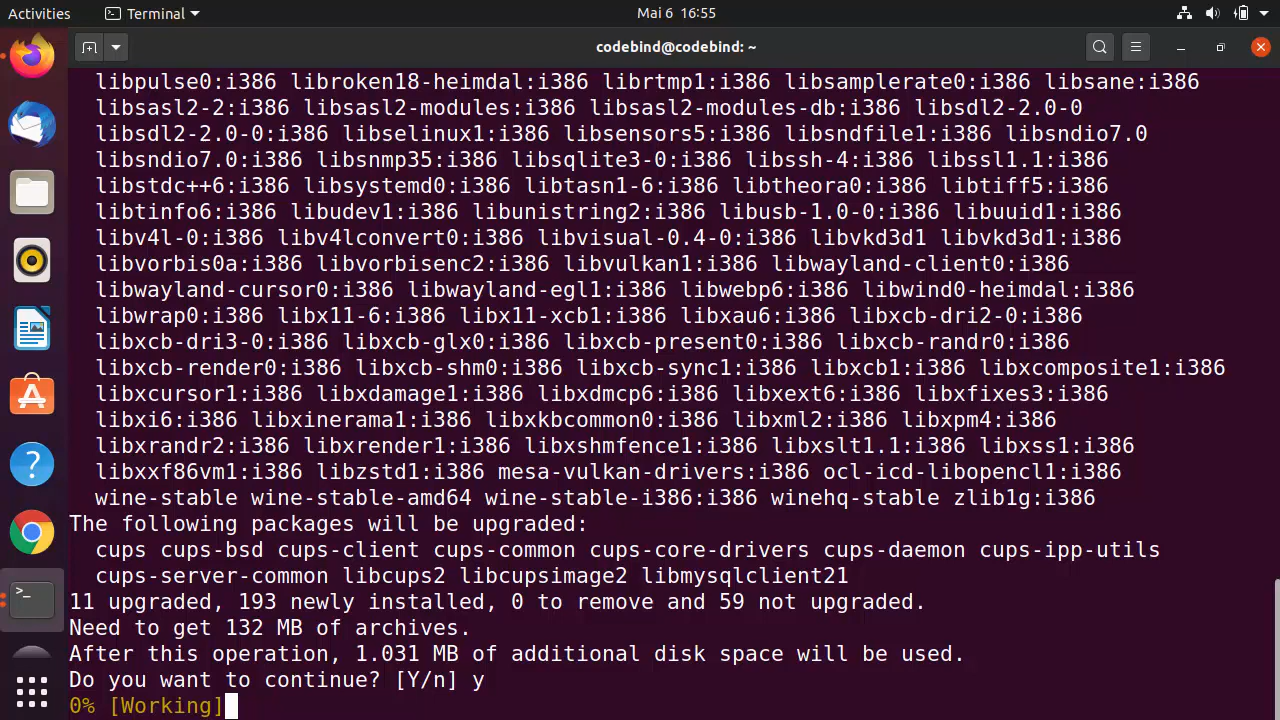 Activities Terminal Mai 6 16:55
codebind@codebind: ~
libpulse0:i386 libroken18-heimdal:i386 librtmp1:i386 libsamplerate0:i386 libsane:i386
libsasl2-2:i386 libsasl2-modules:i386 libsasl2-modules-db:i386 libsdl2-2.0-0
libsdl2-2.0-0:i386 libselinux1:i386 libsensors5:i386 libsndfile1:i386 libsndio7.0
libsndio7.0:i386 libsnmp35:i386 libsqlite3-0:i386 libssh-4:i386 libssl1.1:i386
libstdc++6:i386 libsystemd0:i386 libtasn1-6:i386 libtheora0:i386 libtiff5:i386
libtinfo6:i386 libudev1:i386 libunistring2:i386 libusb-1.0-0:i386 libuuid1:i386
libv4l-0:i386 libv4lconvert0:i386 libvisual-0.4-0:i386 libvkd3d1 libvkd3d1:i386
libvorbis0a:i386 libvorbisenc2:i386 libvulkan1:i386 libwayland-client0:i386
libwayland-cursor0:i386 libwayland-egl1:i386 libwebp6:i386 libwind0-heimdal:i386
libwrap0:i386 libx11-6:i386 libx11-xcb1:i386 libxau6:i386 libxcb-dri2-0:i386
libxcb-dri3-0:i386 libxcb-glx0:i386 libxcb-present0:i386 libxcb-randr0:i386
libxcb-render0:i386 libxcb-shm0:i386 libxcb-sync1:i386 libxcb1:i386 libxcomposite1:i386
libxcursor1:i386 libxdamage1:i386 libxdmcp6:i386 libxext6:i386 libxfixes3:i386
libxi6:i386 libxinerama1:i386 libxkbcommon0:i386 libxml2:i386 libxpm4:i386
libxrandr2:i386 libxrender1:i386 libxshmfence1:i386 libxslt1.1:i386 libxss1:i386
libxxf86vm1:i386 libzstd1:i386 mesa-vulkan-drivers:i386 ocl-icd-libopencl1:i386
wine-stable wine-stable-amd64 wine-stable-i386:i386 winehq-stable zlib1g:i386
The following packages will be upgraded:
cups cups-bsd cups-client cups-common cups-core-drivers cups-daemon cups-ipp-utils
cups-server-common libcups2 libcupsimage2 libmysqlclient21
11 upgraded, 193 newly installed, 0 to remove and 59 not upgraded.
Need to get 132 MB of archives.
After this operation, 1.031 MB of additional disk space will be used.
Do you want to continue? [Y/n] y
0% [Working]